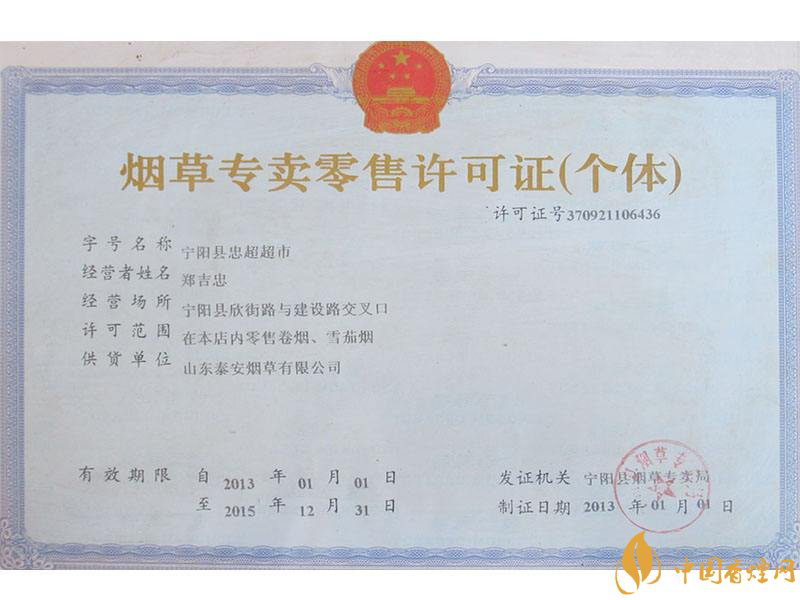 烟草专卖零售许可证(个体)
许可证号370921106436
字号名称 宁阳县忠超超市
经营者姓名 郑吉忠
经营场所 宁阳县欣街路与建设路交叉口
许可范围 在本店内零售卷烟、雪茄烟
供货单位 山东泰安烟草有限公司
有效期限 自 2013 年 01 月 01 日
至 2015 年 12 月 31 日
发证机关 宁阳县烟草专卖局
制证日期 2013 年 01 月 01 日
中国香烟网